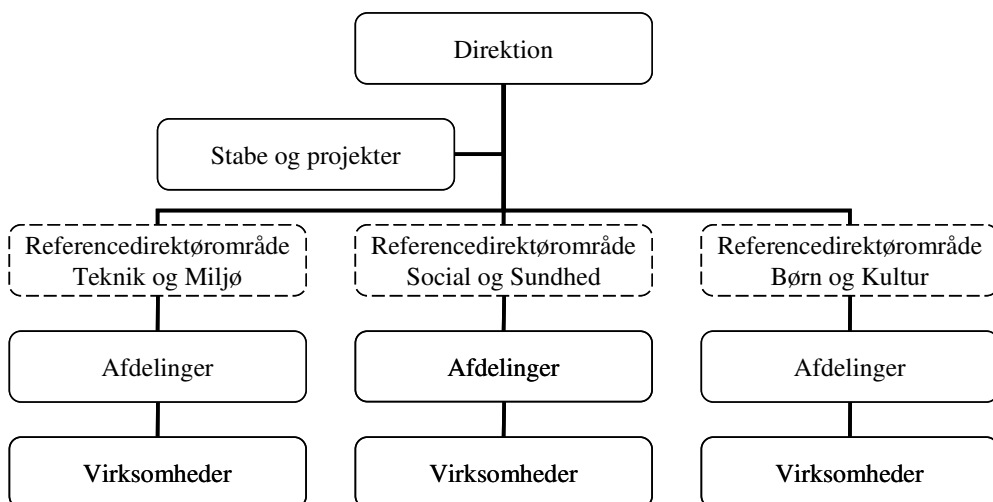 Direktion
Stabe og projekter
Referencedirektørområde
Teknik og Miljø
Referencedirektørområde
Social og Sundhed
Referencedirektørområde
Børn og Kultur
Afdelinger
Afdelinger
Afdelinger
Virksomheder
Virksomheder
Virksomheder